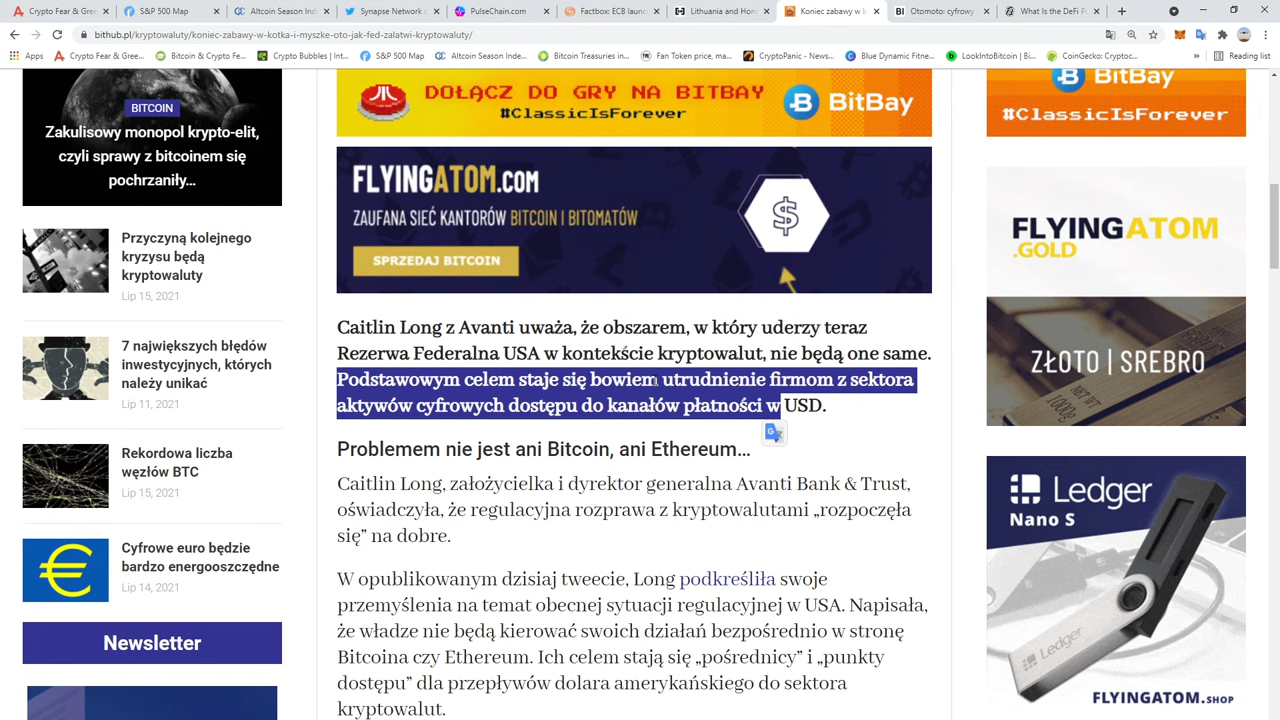 Crypto Fear & Gree
S&P 500 Map
Altcoin Season Ind
Synapse Network
PulseChain.com
Factbox: ECB launc
Lithuania and Hon
Koniec zabawy w k
Otomoto: cyfrowy
What Is the DeFi P
bithub.pl/kryptowaluty/koniec-zabawy-w-kotka-i-myszke-oto-jak-fed-zalatwi-kryptowaluty/
Apps
Crypto Fear & Gree...
Bitcoin & Crypto Fe...
Crypto Bubbles | Int...
S&P 500 Map
Altcoin Season Inde...
Bitcoin Treasuries in...
Fan Token price, ma...
CryptoPanic - News...
Blue Dynamic Fitne...
LookIntoBitcoin | Bi...
CoinGecko: Cryptoc...
»
Reading list
BITCOIN
Zakulisowy monopol krypto-elit,
czyli sprawy z bitcoinem się
pochrzaniły...
Przyczyną kolejnego
kryzysu będą
kryptowaluty
Lip 15, 2021
7 największych błędów
inwestycyjnych, których
należy unikać
Lip 11, 2021
Rekordowa liczba
węzłów BTC
Lip 15, 2021
Cyfrowe euro będzie
bardzo energooszczędne
Lip 14, 2021
Newsletter
DOŁĄCZ DO GRY NA BITBAY
#ClassicIsForever
BitBay
FLYINGATOM.COM
ZAUFANA SIEĆ KANTORÓW BITCOIN I BITOMATÓW
SPRZEDAJ BITCOIN
Caitlin Long z Avanti uważa, że obszarem, w który uderzy teraz
Rezerwa Federalna USA w kontekście kryptowalut, nie będą one same.
Podstawowym celem staje się bowiem utrudnienie firmom z sektora
aktywów cyfrowych dostępu do kanałów płatności w USD.
Problemem nie jest ani Bitcoin, ani Ethereum...
Caitlin Long, założycielka i dyrektor generalna Avanti Bank & Trust,
oświadczyła, że regulacyjna rozprawa z kryptowalutami „rozpoczęła
się” na dobre.
W opublikowanym dzisiaj tweecie, Long podkreśliła swoje
przemyślenia na temat obecnej sytuacji regulacyjnej w USA. Napisała,
że władze nie będą kierować swoich działań bezpośrednio w stronę
Bitcoina czy Ethereum. Ich celem stają się „pośrednicy” i „punkty
dostępu” dla przepływów dolara amerykańskiego do sektora
kryptowalut.
BitBay
#ClassicIsForever
FLYINGATOM
.GOLD
ZŁOTO | SREBRO
Ledger
Nano S
Ledger
FLYINGATOM.SHOP